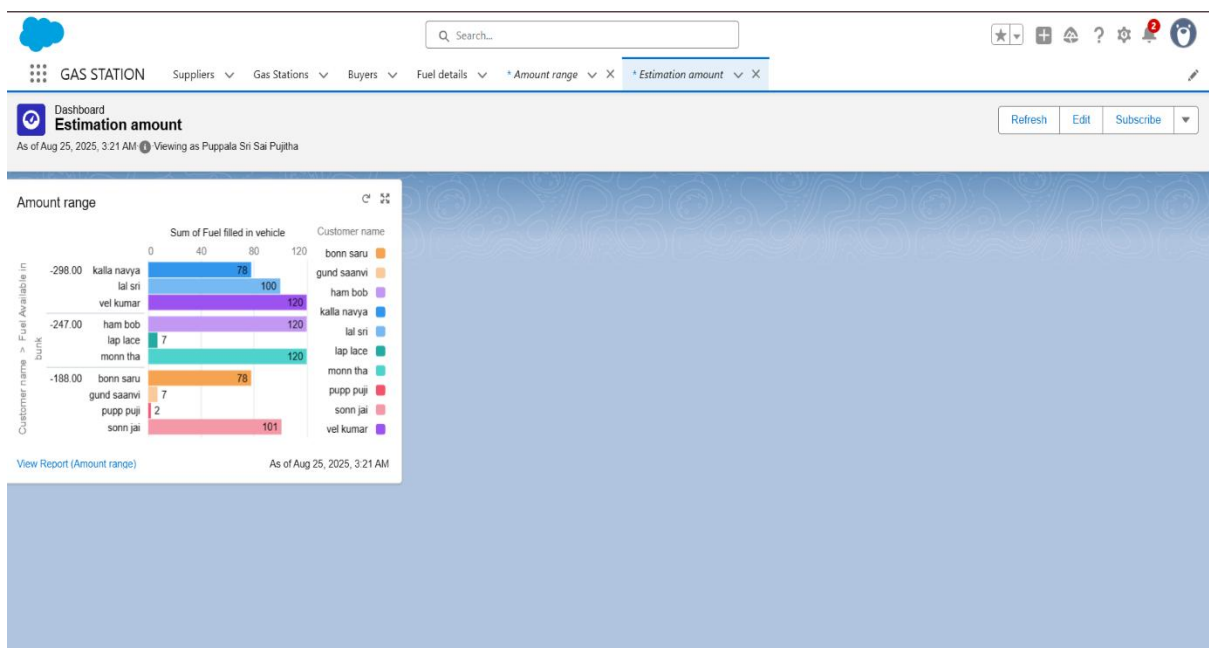 Search...
2
GAS STATION Suppliers Gas Stations Buyers Fuel details * Amount range * Estimation amount
Dashboard
Estimation amount
Refresh Edit Subscribe
As of Aug 25, 2025, 3:21 AM Viewing as Puppala Sri Sai Pujitha
Amount range
Sum of Fuel filled in vehicle
0 40 80 120
Customer name > Fuel Available in
bunk
-298.00 kalla navya 78
lal sri 100
vel kumar 120
-247.00 ham bob 120
lap lace 7
monn tha 120
-188.00 bonn saru 78
gund saanvi 7
pupp puji 2
sonn jai 101
Customer name
bonn saru
gund saanvi
ham bob
kalla navya
lal sri
lap lace
monn tha
pupp puji
sonn jai
vel kumar
View Report (Amount range) As of Aug 25, 2025, 3:21 AM